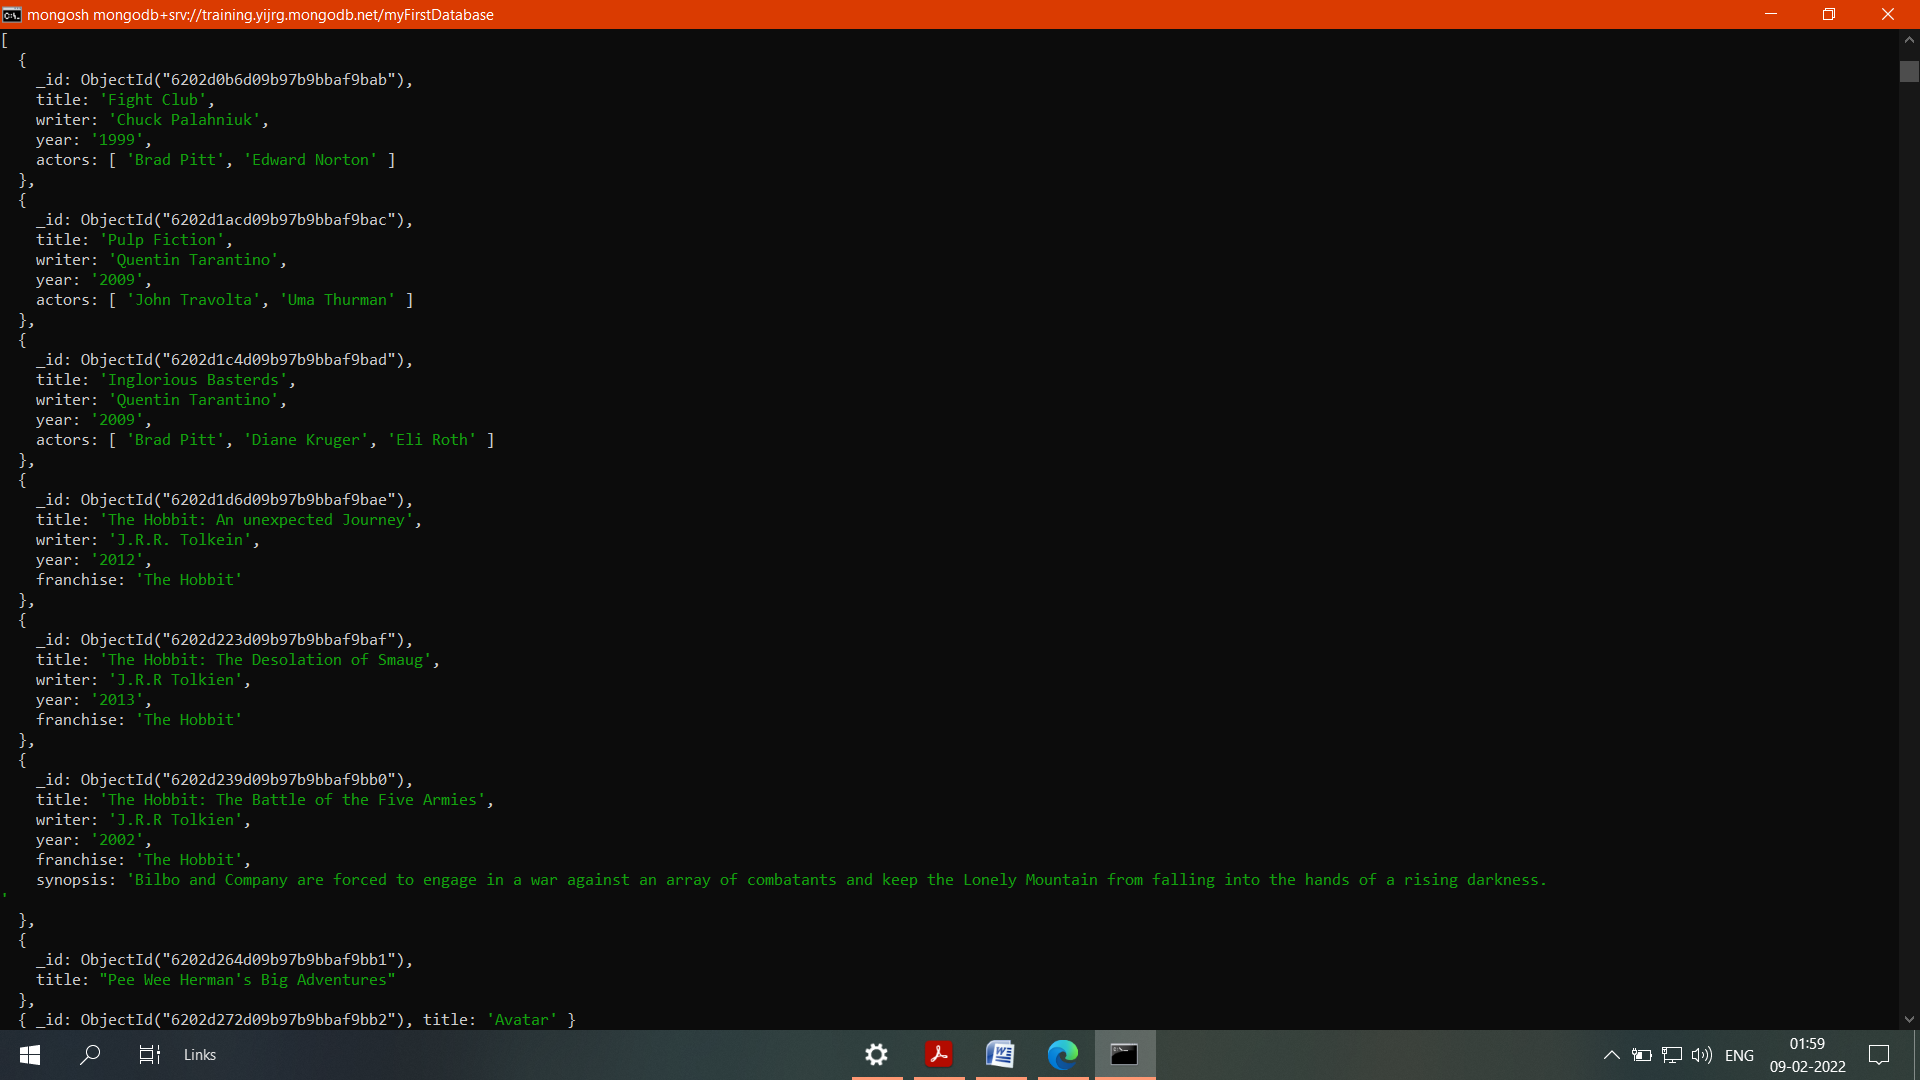 mongosh mongodb+srv://training.yijrg.mongodb.net/myFirstDatabase
[
  {
    _id: ObjectId("6202d0b6d09b97b9bbaf9bab"),
    title: 'Fight Club',
    writer: 'Chuck Palahniuk',
    year: '1999',
    actors: [ 'Brad Pitt', 'Edward Norton' ]
  },
  {
    _id: ObjectId("6202d1acd09b97b9bbaf9bac"),
    title: 'Pulp Fiction',
    writer: 'Quentin Tarantino',
    year: '2009',
    actors: [ 'John Travolta', 'Uma Thurman' ]
  },
  {
    _id: ObjectId("6202d1c4d09b97b9bbaf9bad"),
    title: 'Inglorious Basterds',
    writer: 'Quentin Tarantino',
    year: '2009',
    actors: [ 'Brad Pitt', 'Diane Kruger', 'Eli Roth' ]
  },
  {
    _id: ObjectId("6202d1d6d09b97b9bbaf9bae"),
    title: 'The Hobbit: An unexpected Journey',
    writer: 'J.R.R. Tolkein',
    year: '2012',
    franchise: 'The Hobbit'
  },
  {
    _id: ObjectId("6202d223d09b97b9bbaf9baf"),
    title: 'The Hobbit: The Desolation of Smaug',
    writer: 'J.R.R Tolkien',
    year: '2013',
    franchise: 'The Hobbit'
  },
  {
    _id: ObjectId("6202d239d09b97b9bbaf9bb0"),
    title: 'The Hobbit: The Battle of the Five Armies',
    writer: 'J.R.R Tolkien',
    year: '2002',
    franchise: 'The Hobbit',
    synopsis: 'Bilbo and Company are forced to engage in a war against an array of combatants and keep the Lonely Mountain from falling into the hands of a rising darkness.
'
  },
  {
    _id: ObjectId("6202d264d09b97b9bbaf9bb1"),
    title: "Pee Wee Herman's Big Adventures"
  },
  { _id: ObjectId("6202d272d09b97b9bbaf9bb2"), title: 'Avatar' }
Links
ENG
01:59
09-02-2022